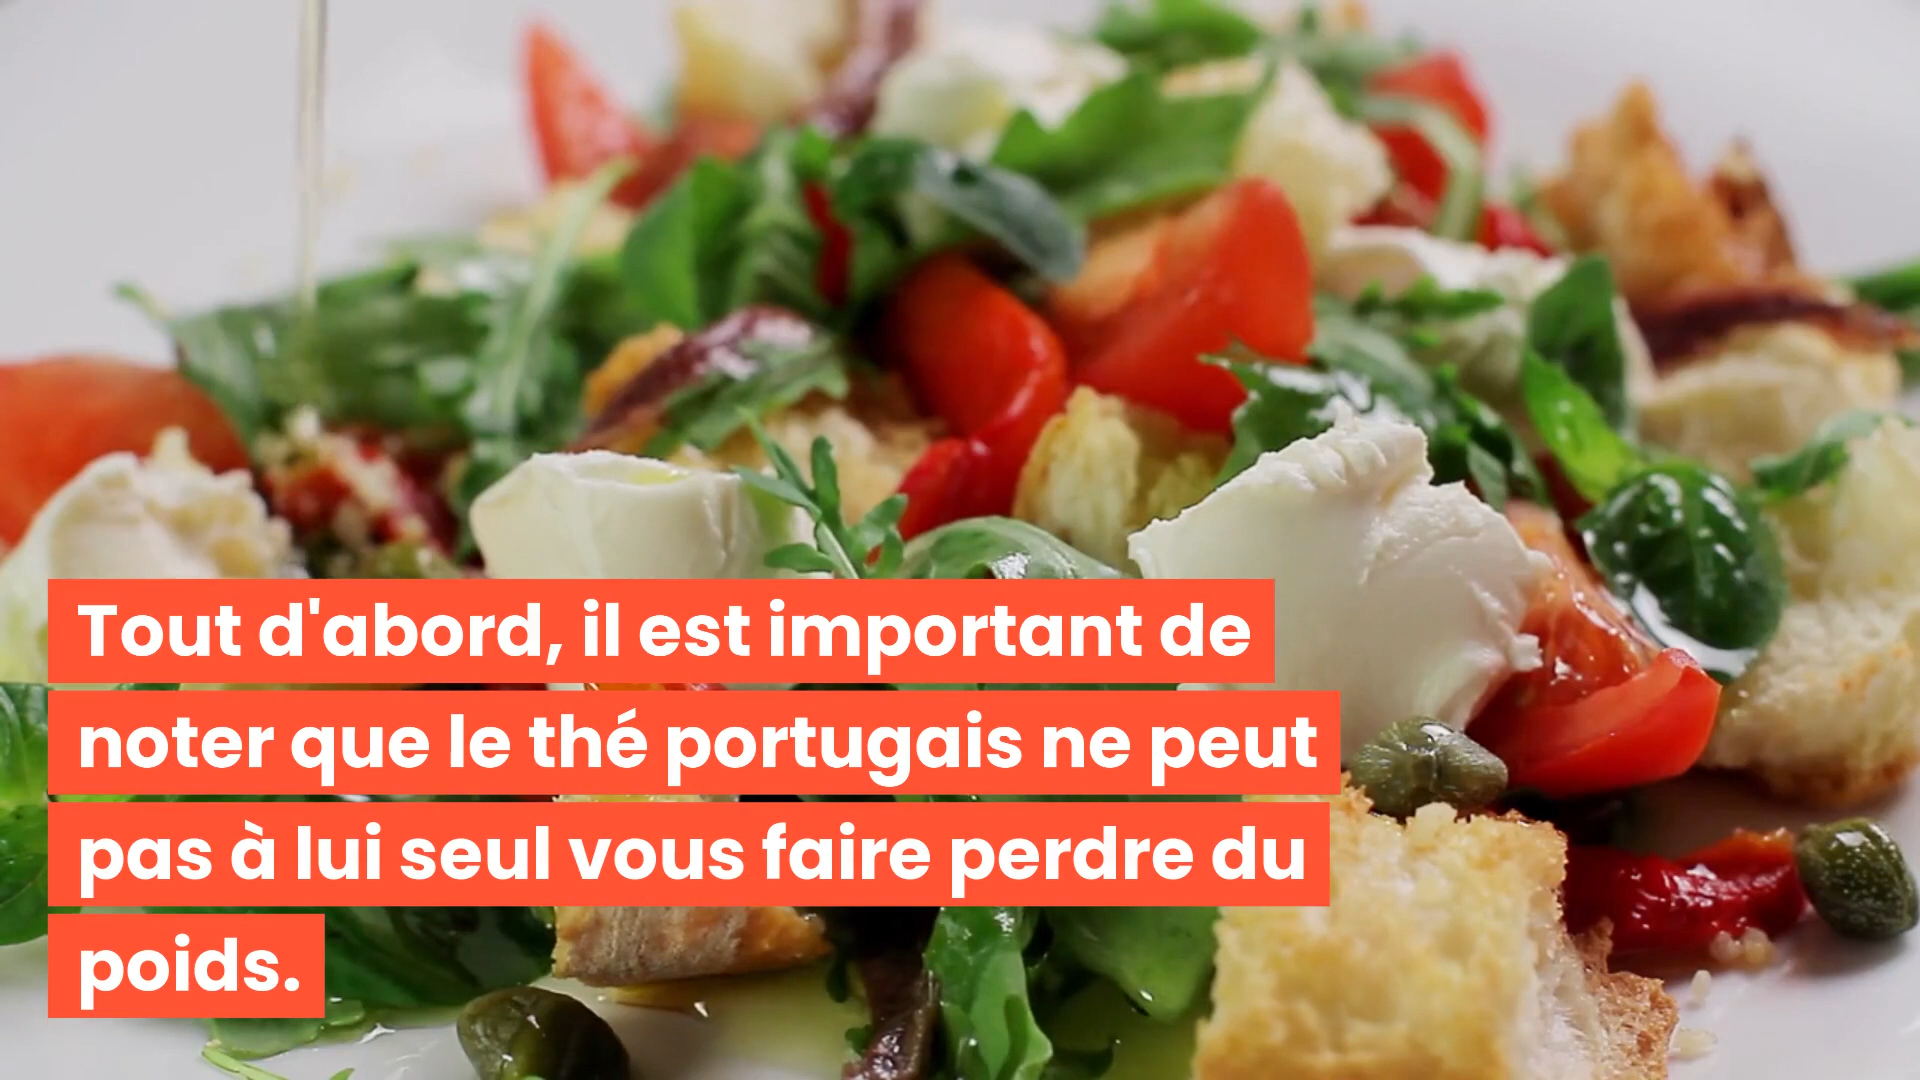 Tout d'abord, il est important de
noter que le thé portugais ne peut
pas à lui seul vous faire perdre du
poids.